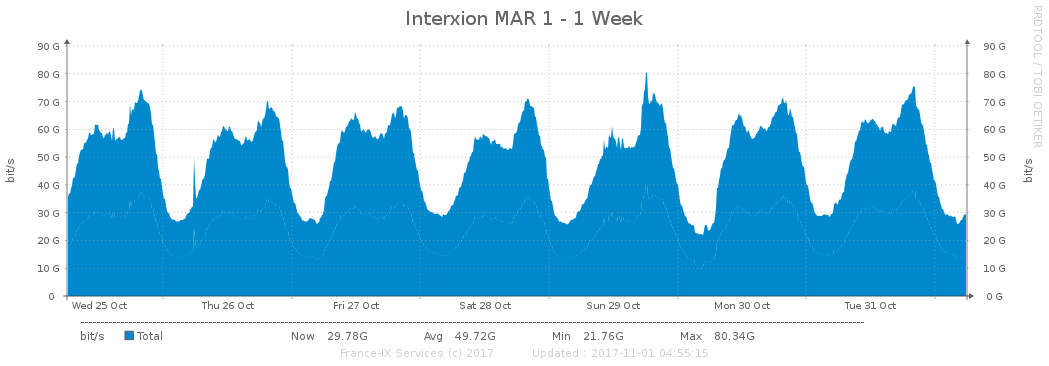 Interxion MAR 1 - 1 Week
RRDTOOL / TOBI OETIKER
90 G 90 G
80 G 80 G
70 G 70 G
60 G 60 G
50 G 50 G
40 G 40 G
30 G 30 G
20 G 20 G
10 G 10 G
0 0 G
bit/s
bit/s
Wed 25 Oct Thu 26 Oct Fri 27 Oct Sat 28 Oct Sun 29 Oct Mon 30 Oct Tue 31 Oct
bit/s Total Now 29.78G Avg 49.72G Min 21.76G Max 80.34G
France-IX Services (c) 2017 Updated : 2017-11-01 04:55:15